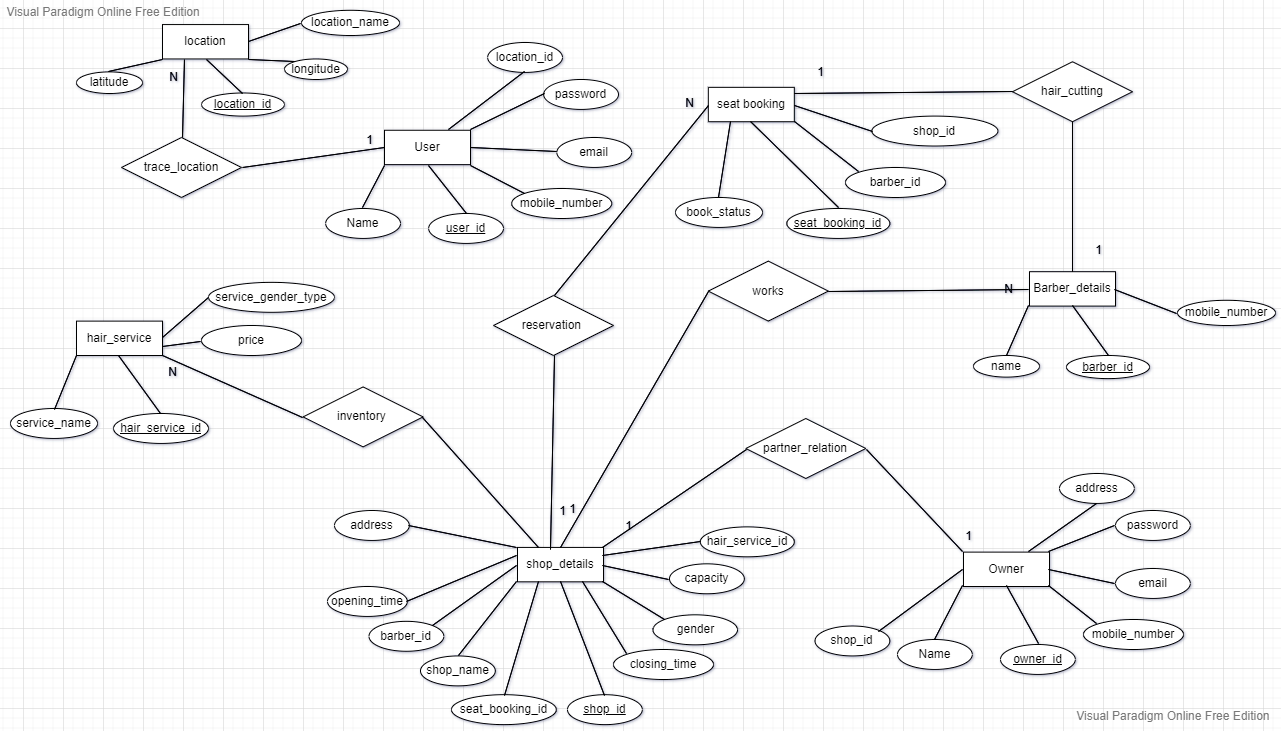 Visual Paradigm Online Free Edition
location_name
location
latitude
longitude
N
location_id
trace_location
1
location_id
password
User
email
Name
user_id
mobile_number
N
1
seat booking
hair_cutting
shop_id
barber_id
book_status
seat_booking_id
1
works
N
Barber_details
mobile_number
name
barber_id
service_gender_type
hair_service
price
N
service_name
hair_service_id
inventory
reservation
partner_relation
1
1
1
address
shop_details
hair_service_id
capacity
opening_time
barber_id
gender
shop_name
closing_time
seat_booking_id
shop_id
1
address
password
Owner
email
shop_id
Name
owner_id
mobile_number
Visual Paradigm Online Free Edition